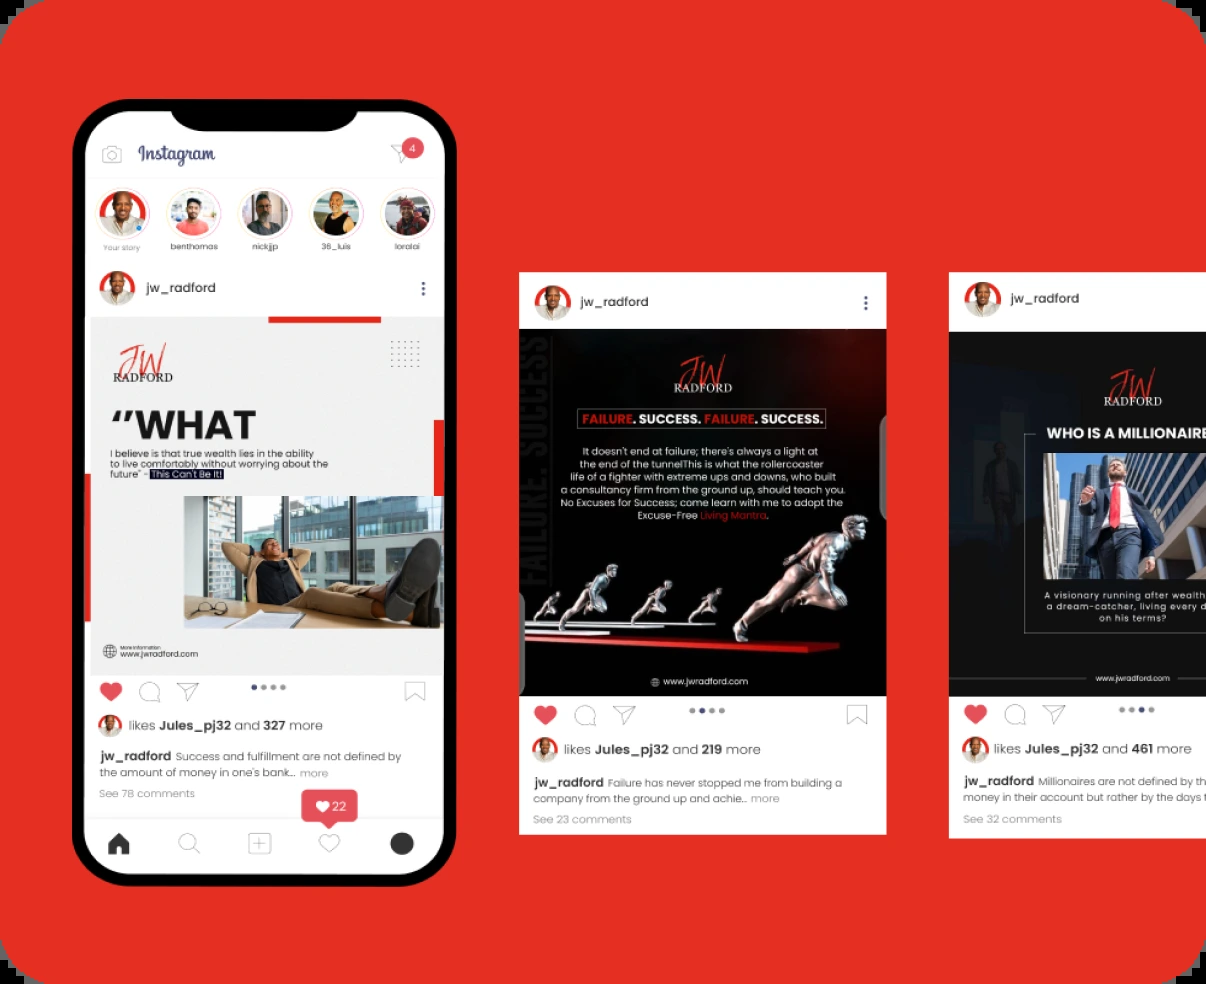 Instagram
4
Your story
benthomas
nickjjp
36_luis
loralai
jw_radford
JW
RADFORD
‘’WHAT
I believe is that true wealth lies in the ability
to live comfortably without worrying about the
future" - This Can't Be It!
More Information
www.jwradford.com
likes Jules_pj32 and 327 more
jw_radford Success and fulfillment are not defined by
the amount of money in one's bank... more
See 78 comments
22
jw_radford
FAILURE. SUCCESS
JW
RADFORD
FAILURE. SUCCESS. FAILURE. SUCCESS.
It doesn't end at failure; there's always a light at
the end of the tunnelThis is what the rollercoaster
life of a fighter with extreme ups and downs, who built
a consultancy firm from the ground up, should teach you.
No Excuses for Success; come learn with me to adopt the
Excuse-Free Living Mantra.
www.jwradford.com
likes Jules_pj32 and 219 more
jw_radford Failure has never stopped me from building a
company from the ground up and achie... more
See 23 comments
jw_radford
JW
RADFORD
WHO IS A MILLIONAIRE
A visionary running after wealth,
a dream-catcher, living every d
on his terms?
www.jwradford.com
likes Jules_pj32 and 461 more
jw_radford Millionaires are not defined by th
money in their account but rather by the days t
See 32 comments